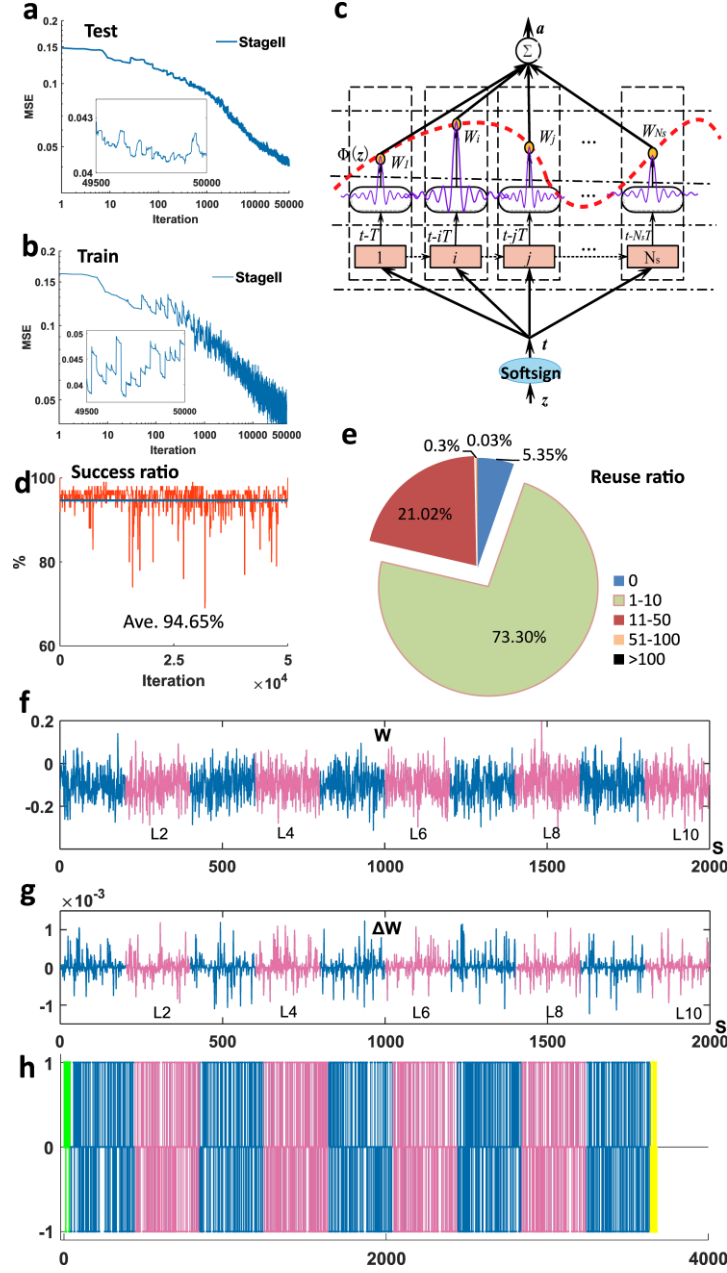 a
Test
0.2
0.15
0.1
0.05
MSE
StageII
0.043
0.04
49500
50000
1
10
100
1000
10000
50000
Iteration
b
Train
0.2
0.15
0.1
0.05
MSE
StageII
0.05
0.045
0.04
49500
50000
1
10
100
1000
10000
50000
Iteration
c
a
Σ
Φ(z)
W1
Wi
Wj
WNs
...
...
t-T
t-iT
t-jT
t-NsT
1
i
j
...
Ns
t
Softsign
z
d
Success ratio
100
80
60
%
Ave. 94.65%
0
2.5
5
Iteration
×10^4
e
Reuse ratio
0.3%
0.03%
5.35%
21.02%
73.30%
0
1-10
11-50
51-100
>100
f
W
0.2
0
-0.2
L2
L4
L6
L8
L10
S
0
500
1000
1500
2000
g
×10^-3
ΔW
1
0
-1
L2
L4
L6
L8
L10
S
0
500
1000
1500
2000
h
1
0
-1
0
2000
4000